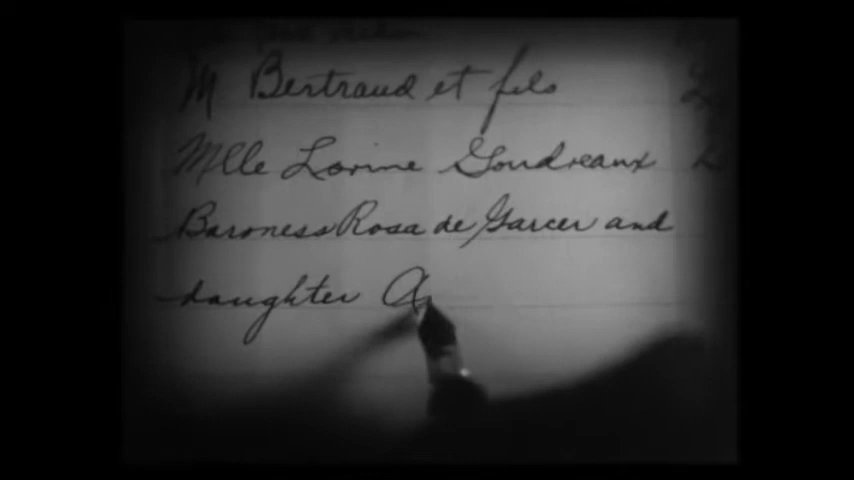 M Bertraud et fils
Mlle Lorine Goudreaux
Baroness Rosa de Garcer and
daughter A